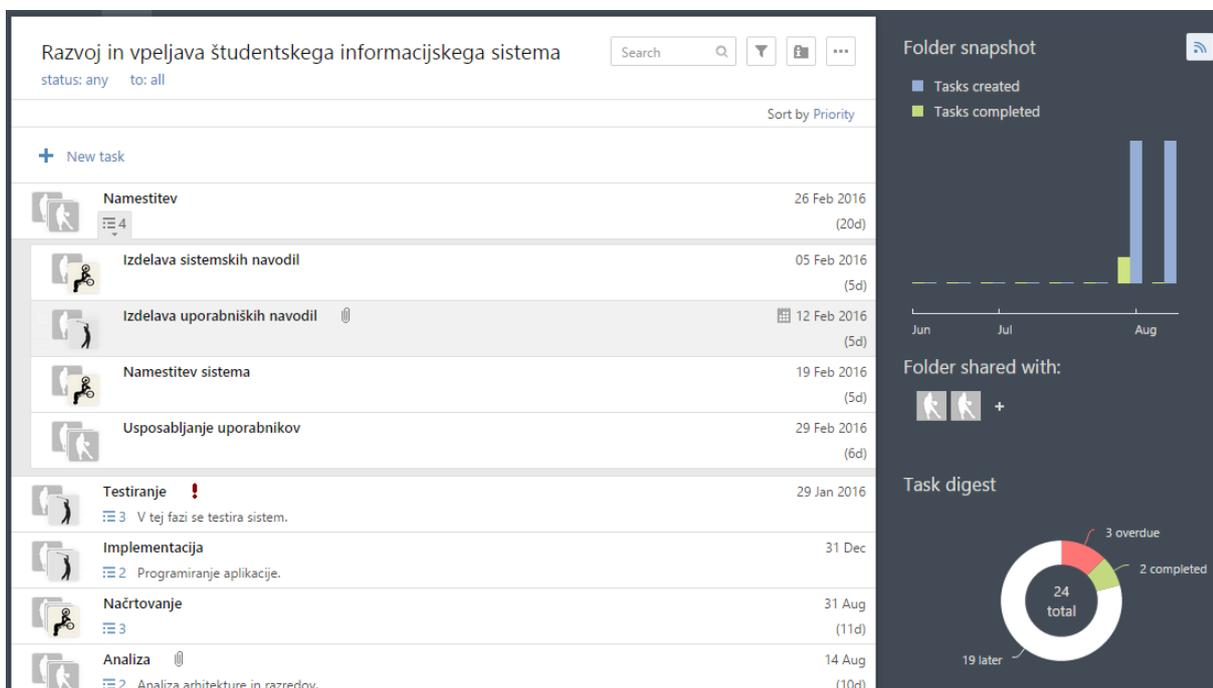 Razvoj in vpeljava študentskega informacijskega sistema
status: any to: all
Search
Sort by Priority
New task
Namestitev 26 Feb 2016
4 (20d)
Izdelava sistemskih navodil 05 Feb 2016
(5d)
Izdelava uporabniških navodil 12 Feb 2016
(5d)
Namestitev sistema 19 Feb 2016
(5d)
Usposabljanje uporabnikov 29 Feb 2016
(6d)
Testiranje 29 Jan 2016
3 V tej fazi se testira sistem.
Implementacija 31 Dec
2 Programiranje aplikacije.
Načrtovanje 31 Aug
3 (11d)
Analiza 14 Aug
2 Analiza arhitekture in razredov. (10d)
Folder snapshot
Tasks created
Tasks completed
Jun Jul Aug
Folder shared with:
+
Task digest
3 overdue
2 completed
24
total
19 later